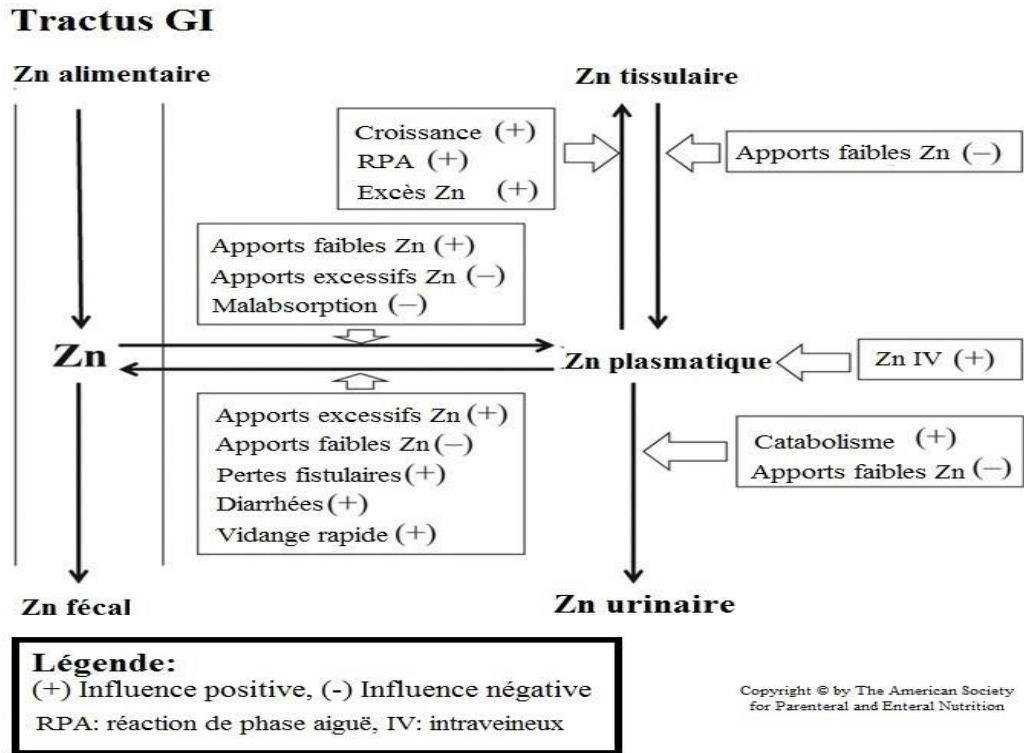 Tractus GI
Zn alimentaire
Zn tissulaire
Croissance (+)
RPA (+)
Excès Zn (+)
Apports faibles Zn (–)
Apports faibles Zn (+)
Apports excessifs Zn (–)
Malabsorption (–)
Zn
Zn plasmatique
Zn IV (+)
Apports excessifs Zn (+)
Apports faibles Zn (–)
Pertes fistulaires (+)
Diarrhées (+)
Vidange rapide (+)
Catabolisme (+)
Apports faibles Zn (–)
Zn fécal
Zn urinaire
Légende:
(+) Influence positive, (-) Influence négative
RPA: réaction de phase aiguë, IV: intraveineux
Copyright © by The American Society
for Parenteral and Enteral Nutrition